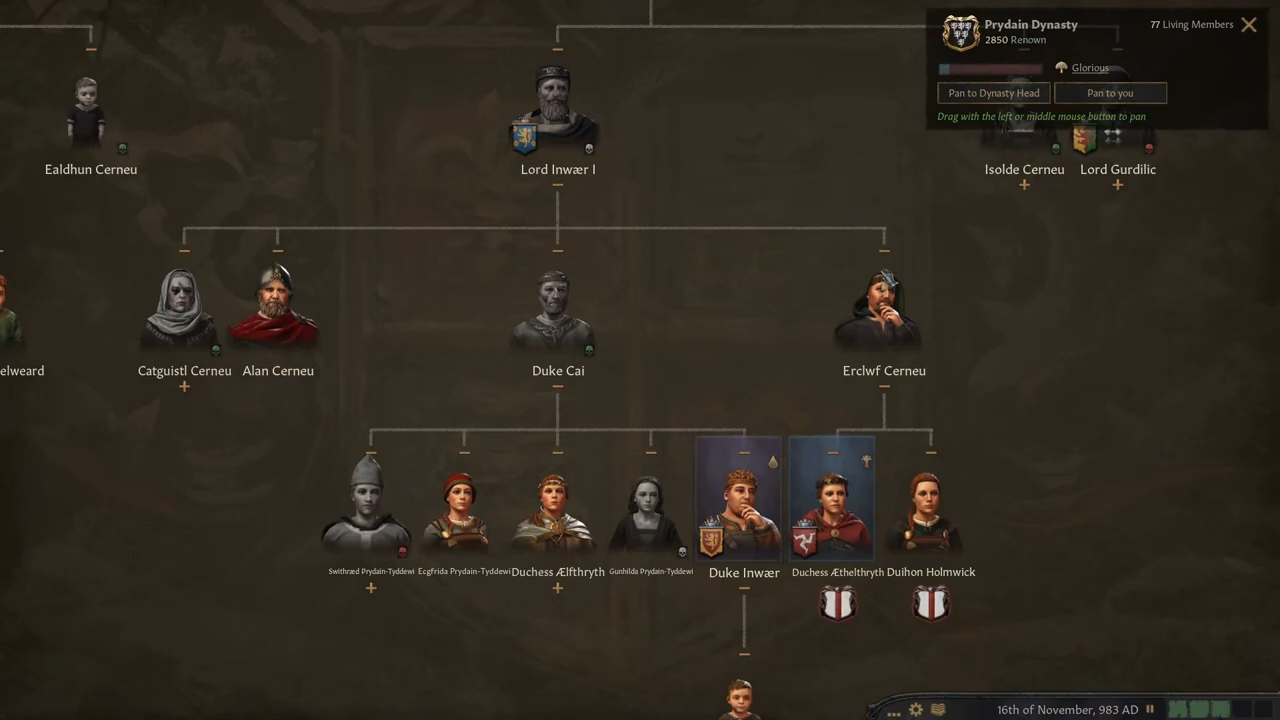 Prydain Dynasty
77 Living Members
2850 Renown
Glorious
Pan to Dynasty Head
Pan to you
Drag with the left or middle mouse button to pan
Ealdhun Cerneu
Lord Inwær I
Isolde Cerneu
Lord Gurdilic
elweard
Catguistl Cerneu
Alan Cerneu
Duke Cai
Erclwf Cerneu
Swithræd Prydain-Tyddewi
Ecgfrida Prydain-Tyddewi
Duchess Ælfthryth
Gunhilda Prydain-Tyddewi
Duke Inwær
Duchess Æthelthryth
Duihon Holmwick
16th of November, 983 AD